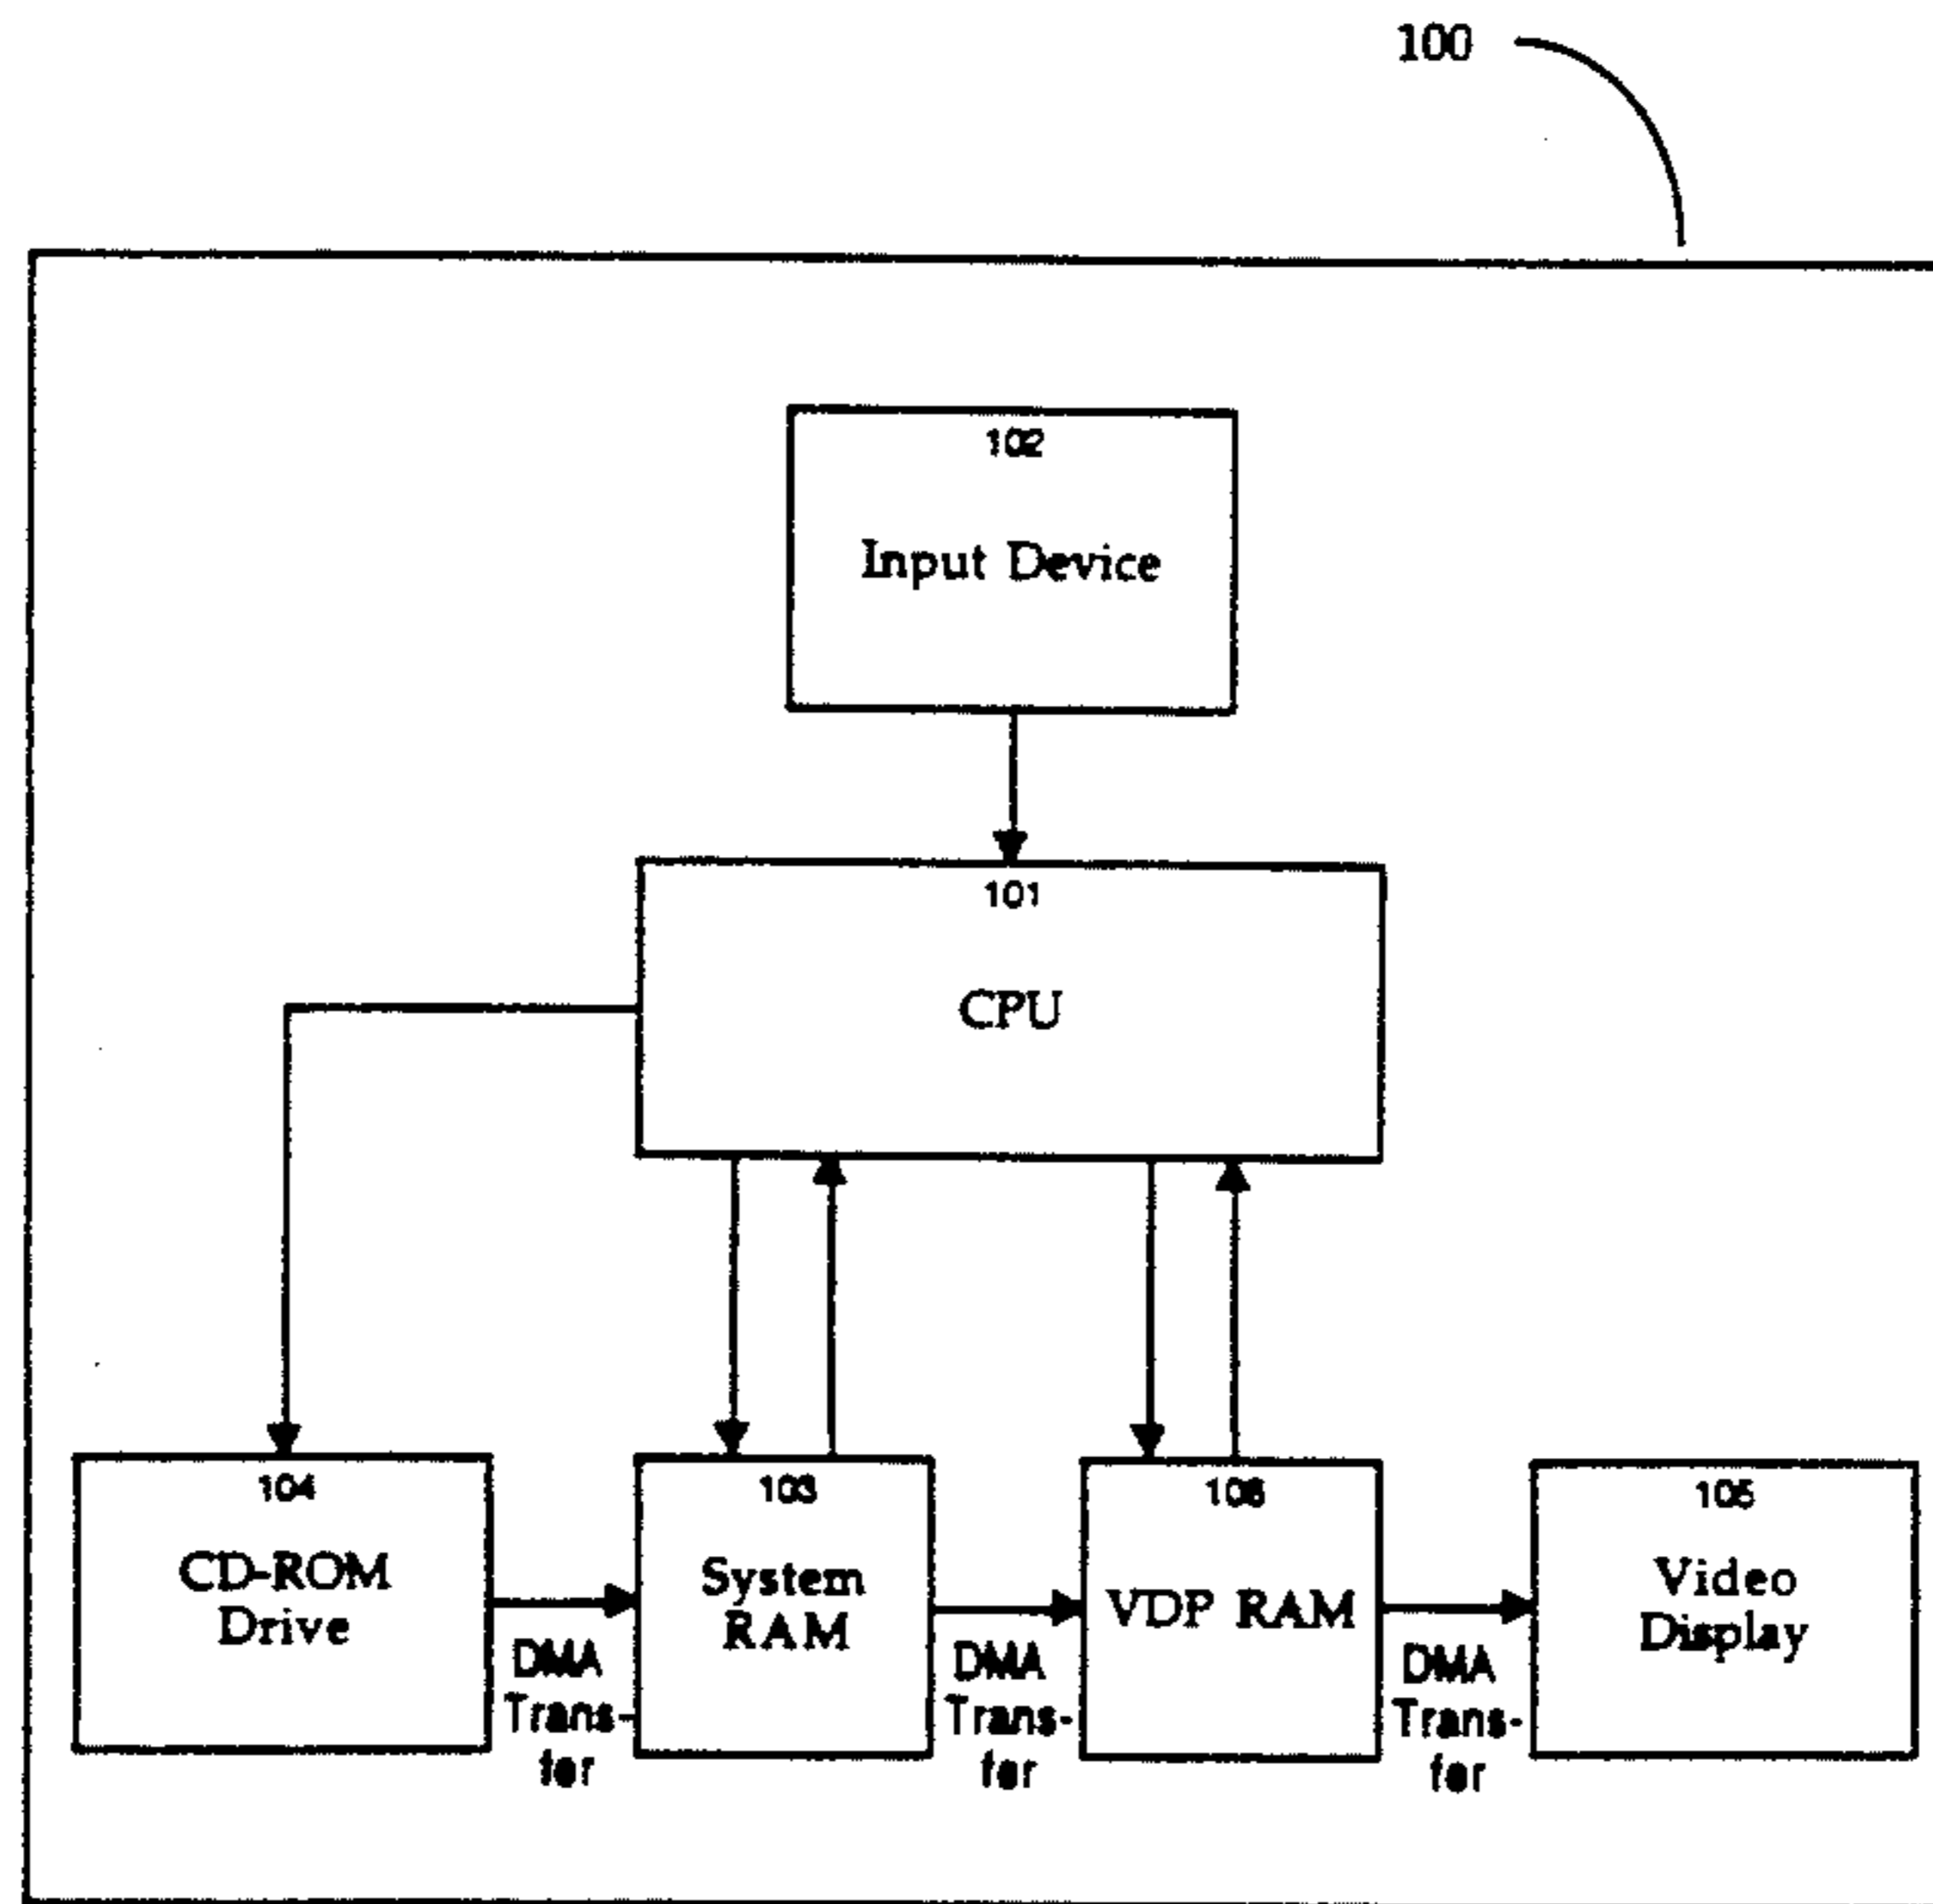 100
102
Input Device
101
CPU
104
CD-ROM
Drive
103
System
RAM
106
VDP RAM
105
Video
Display
DMA
Trans-
fer
DMA
Trans-
fer
DMA
Trans-
fer